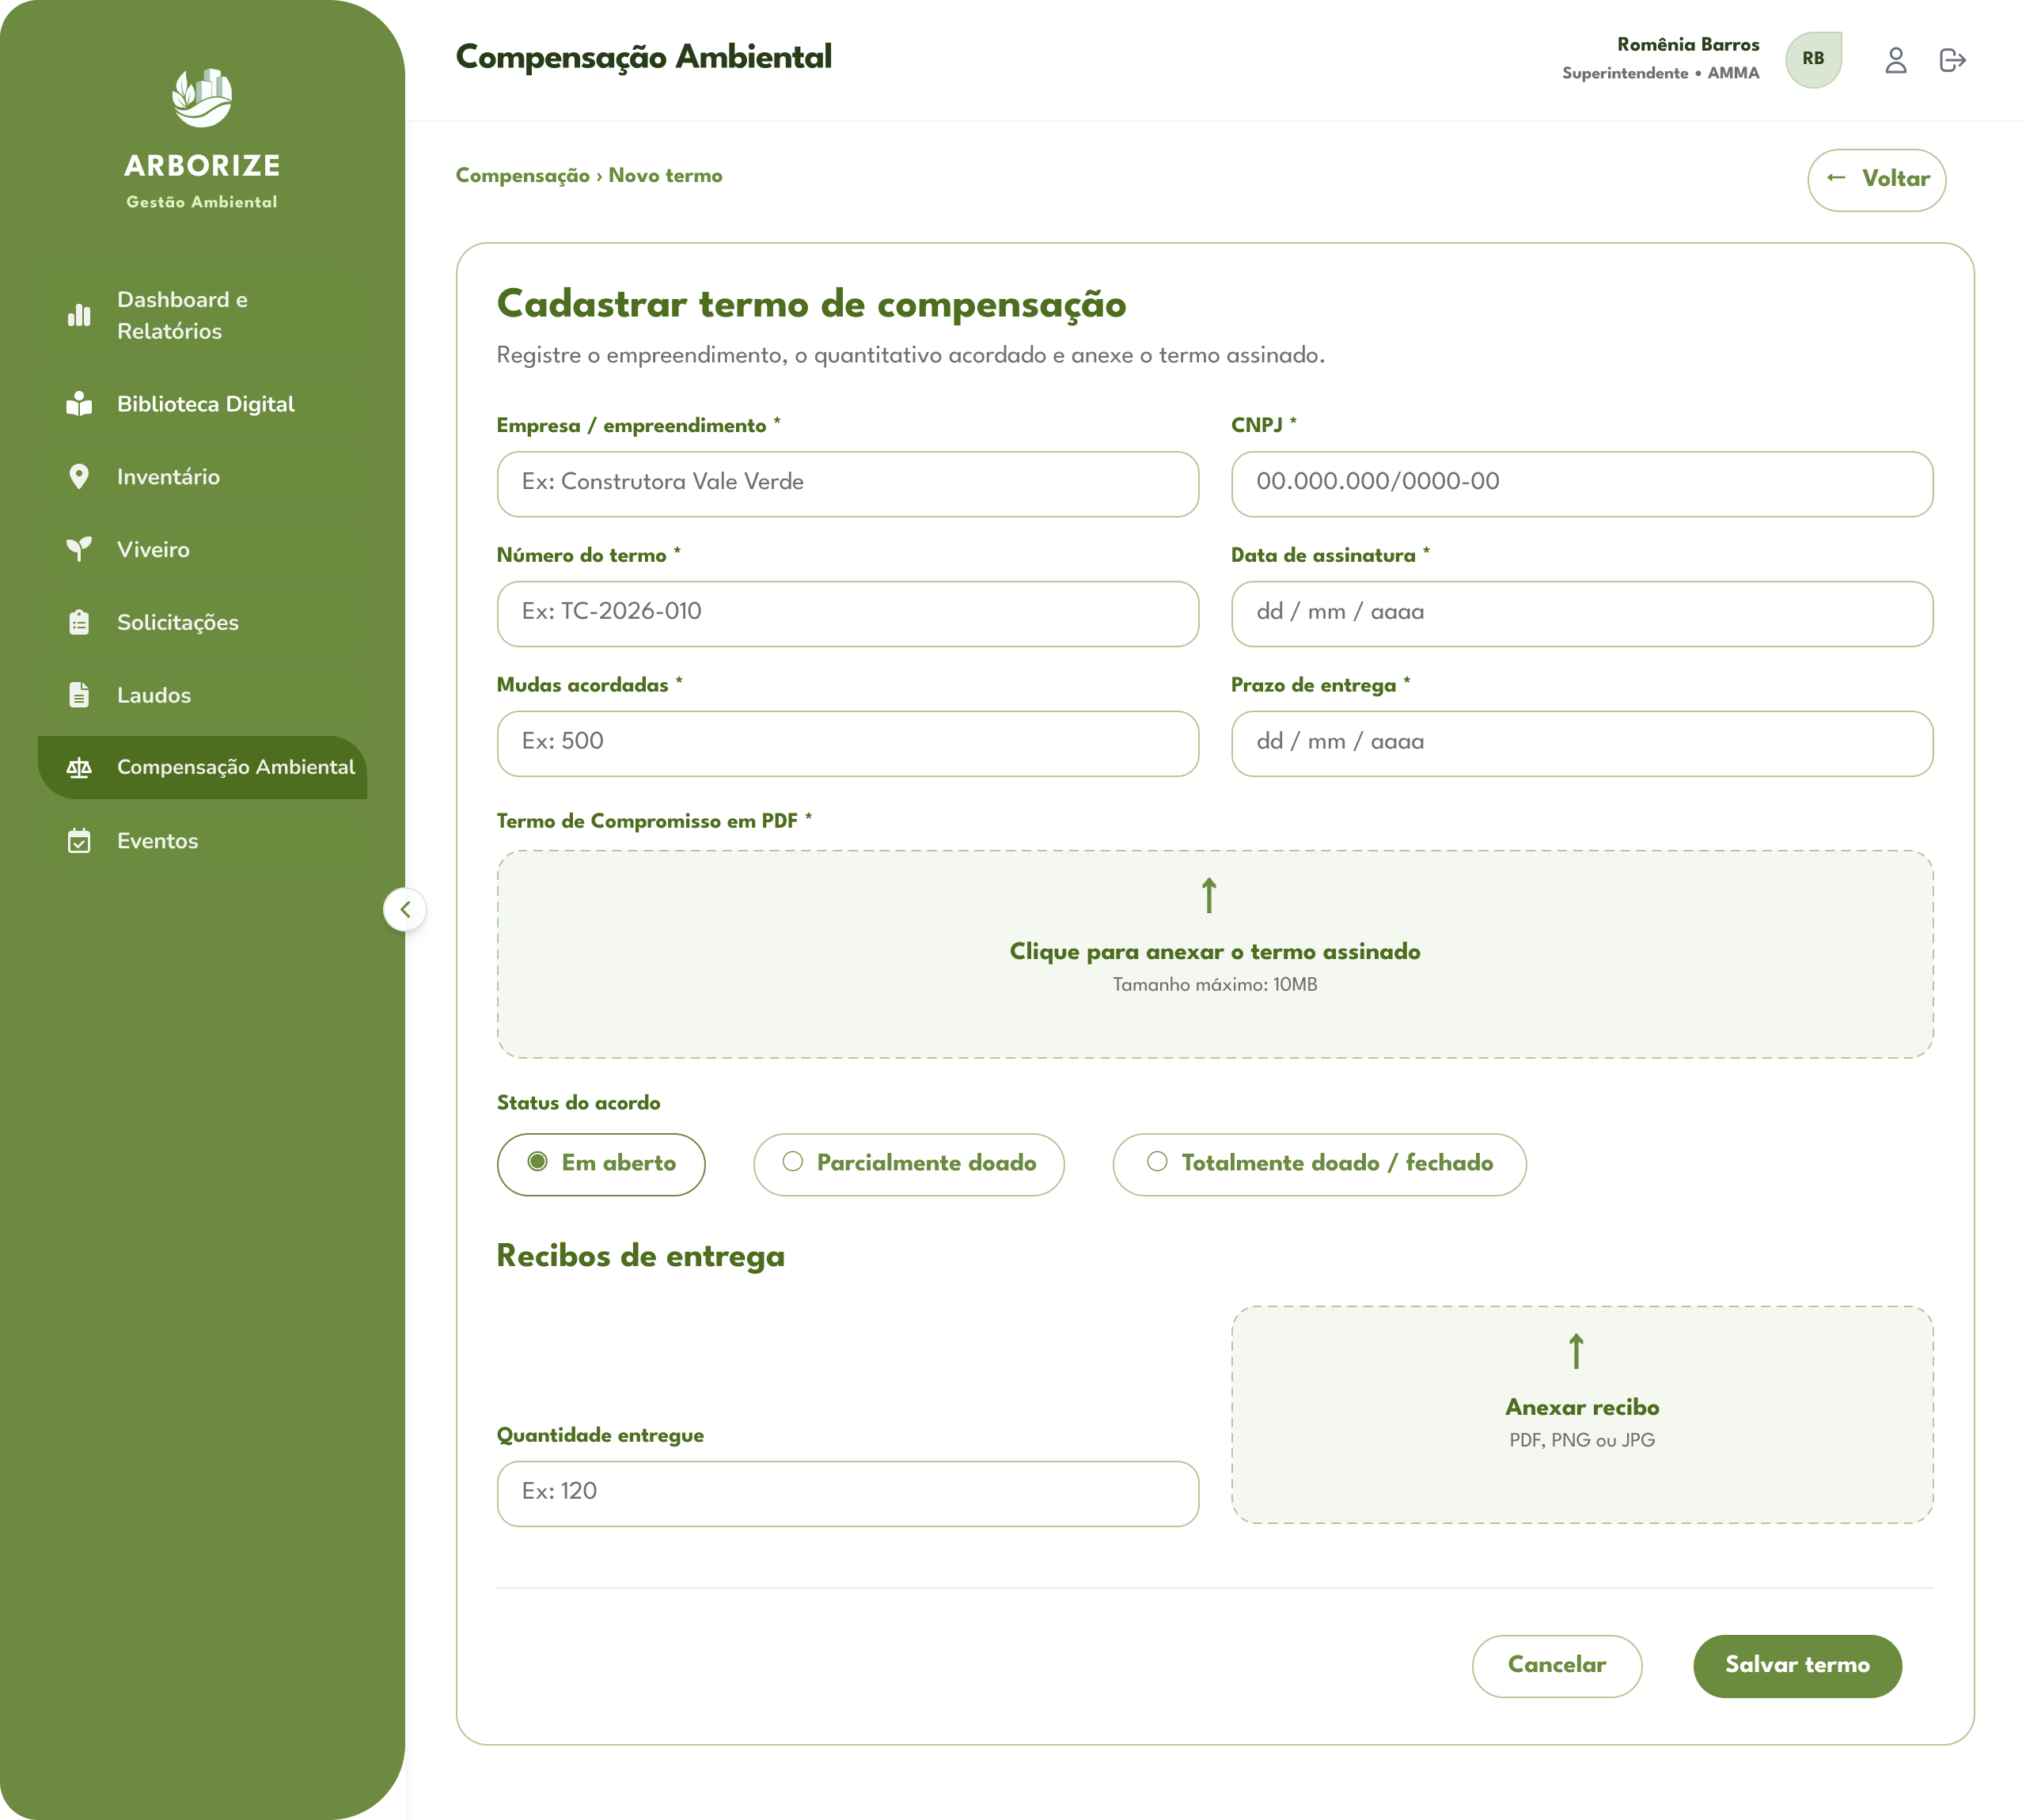 ARBORIZE
Gestão Ambiental
Dashboard e
Relatórios
Biblioteca Digital
Inventário
Viveiro
Solicitações
Laudos
Compensação Ambiental
Eventos
Compensação Ambiental
Romênia Barros
Superintendente • AMMA
RB
Compensação › Novo termo
← Voltar
Cadastrar termo de compensação
Registre o empreendimento, o quantitativo acordado e anexe o termo assinado.
Empresa / empreendimento *
CNPJ *
Ex: Construtora Vale Verde
00.000.000/0000-00
Número do termo *
Data de assinatura *
Ex: TC-2026-010
dd / mm / aaaa
Mudas acordadas *
Prazo de entrega *
Ex: 500
dd / mm / aaaa
Termo de Compromisso em PDF *
↑
Clique para anexar o termo assinado
Tamanho máximo: 10MB
Status do acordo
Em aberto
Parcialmente doado
Totalmente doado / fechado
Recibos de entrega
Quantidade entregue
Ex: 120
↑
Anexar recibo
PDF, PNG ou JPG
Cancelar
Salvar termo